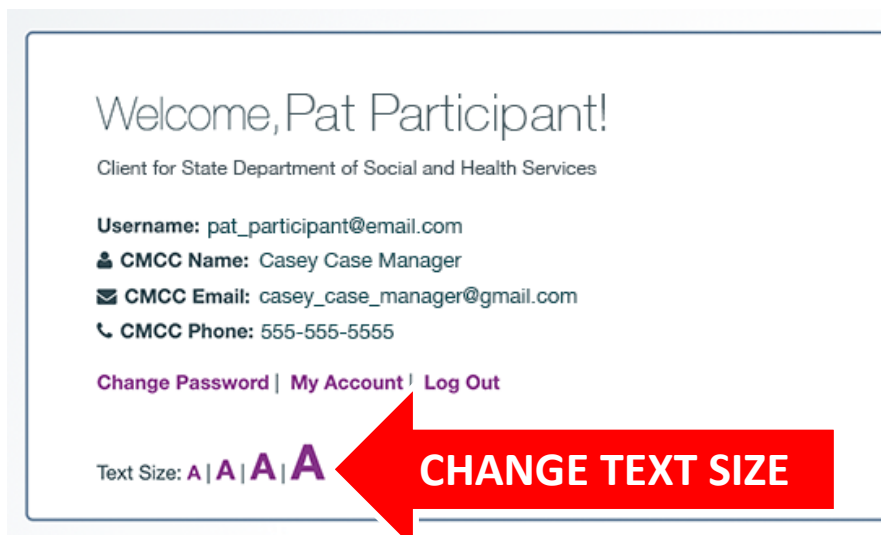 Welcome, Pat Participant!
Client for State Department of Social and Health Services
Username: pat_participant@email.com
CMCC Name: Casey Case Manager
CMCC Email: casey_case_manager@gmail.com
CMCC Phone: 555-555-5555
Change Password | My Account | Log Out
Text Size: A | A | A | A
CHANGE TEXT SIZE